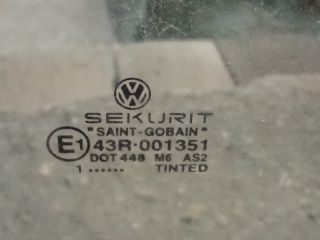 SEKURIT
"SAINT-GOBAIN"
E1 43R-001351
DOT 448 M6 AS2
1 ...... TINTED